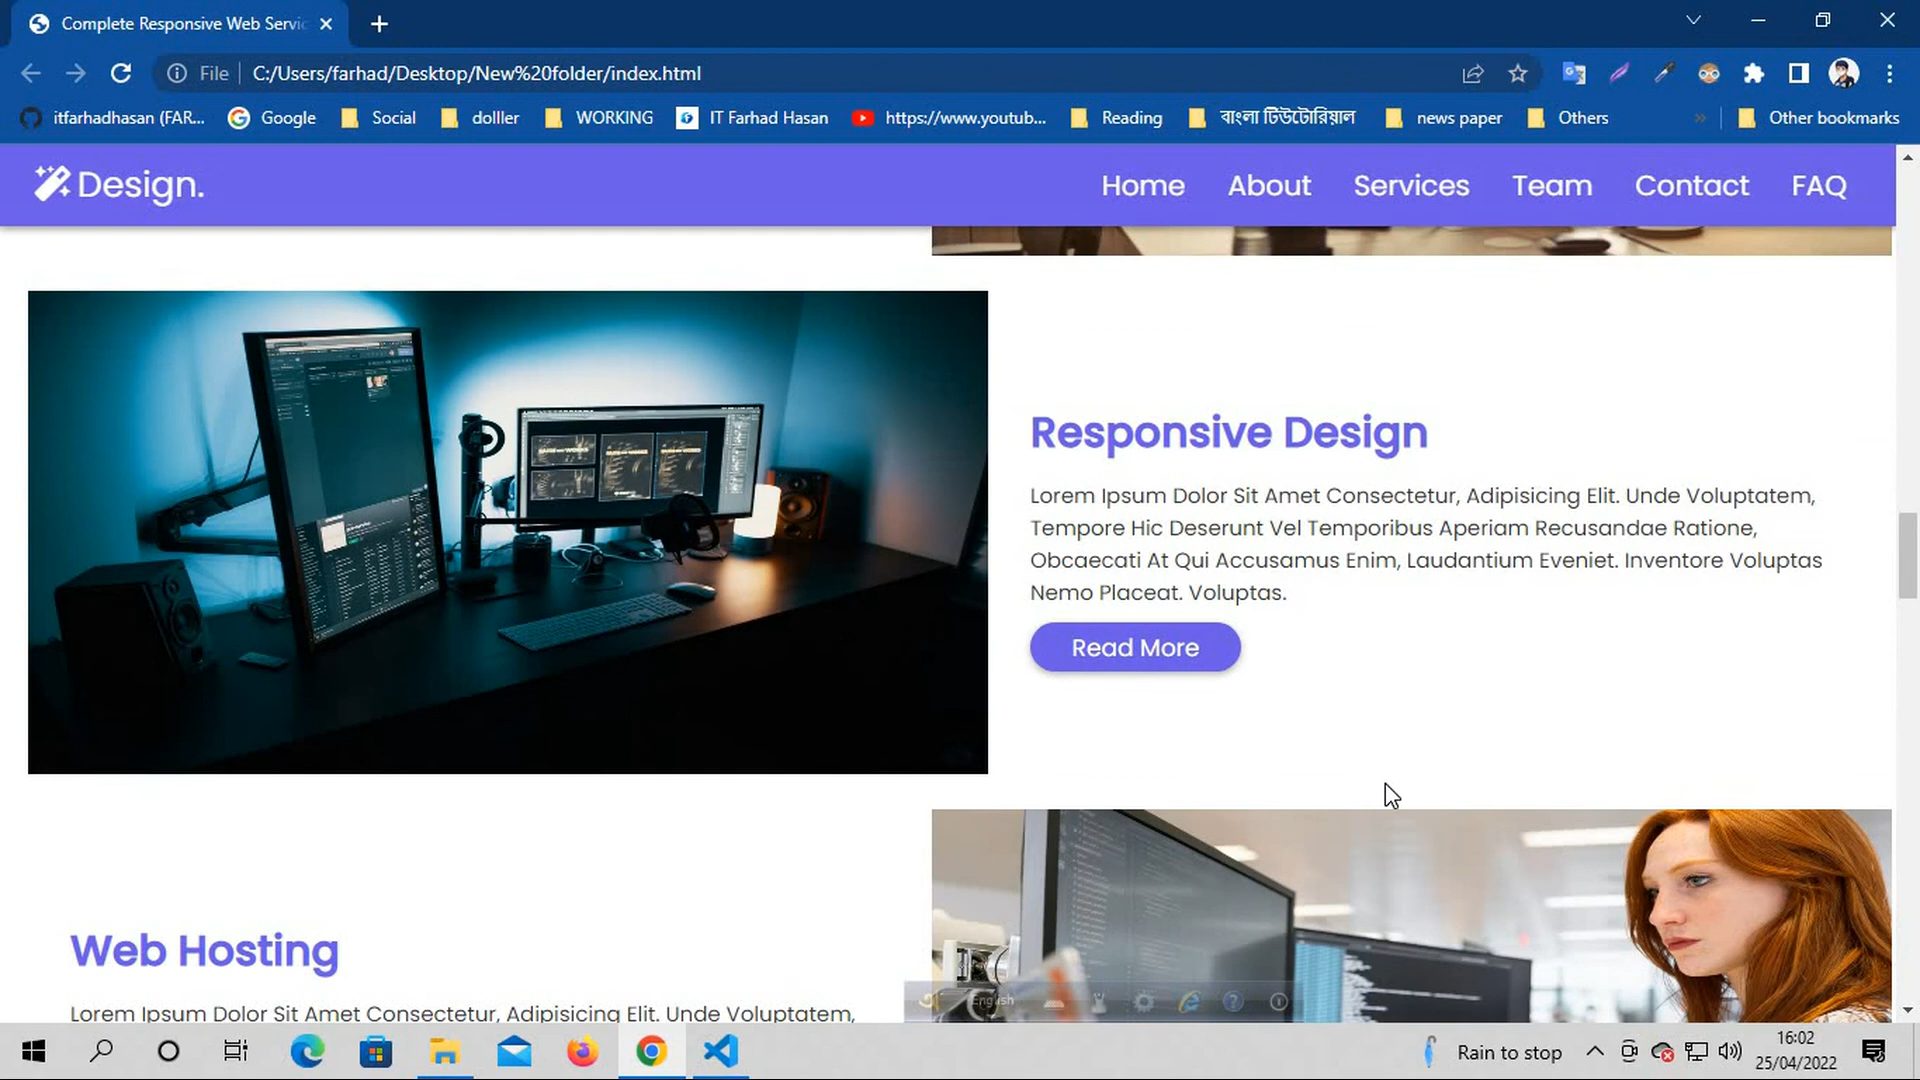 Complete Responsive Web Servic
File
C:/Users/farhad/Desktop/New%20folder/index.html
itfarhadhasan (FAR...
Google
Social
dolller
WORKING
IT Farhad Hasan
https://www.youtub...
Reading
বাংলা টিউটোরিয়াল
news paper
Others
»
Other bookmarks
Design.
Home
About
Services
Team
Contact
FAQ
Responsive Design
Lorem Ipsum Dolor Sit Amet Consectetur, Adipisicing Elit. Unde Voluptatem,
Tempore Hic Deserunt Vel Temporibus Aperiam Recusandae Ratione,
Obcaecati At Qui Accusamus Enim, Laudantium Eveniet. Inventore Voluptas
Nemo Placeat. Voluptas.
Read More
Web Hosting
Lorem Ipsum Dolor Sit Amet Consectetur, Adipisicing Elit. Unde Voluptatem,
English
Rain to stop
16:02
25/04/2022